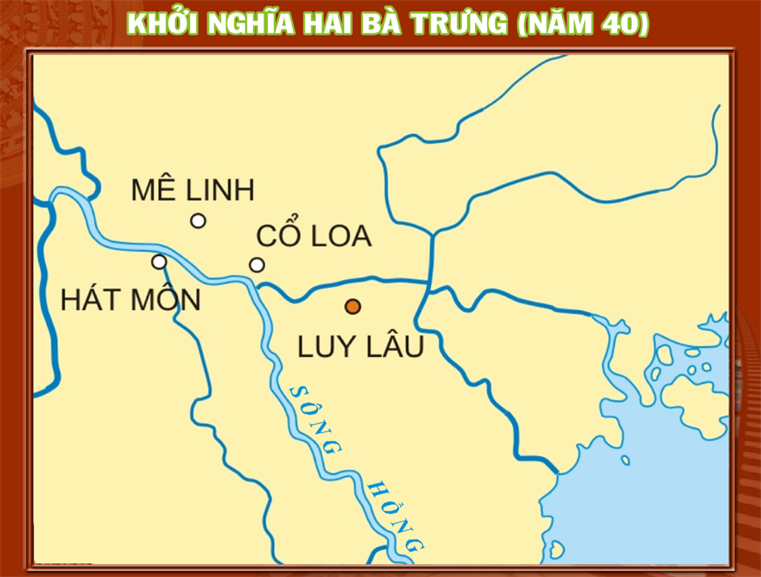 KHỞI NGHĨA HAI BÀ TRƯNG (NĂM 40)
MÊ LINH
CỔ LOA
HÁT MÔN
LUY LÂU
SÔNG HỒNG